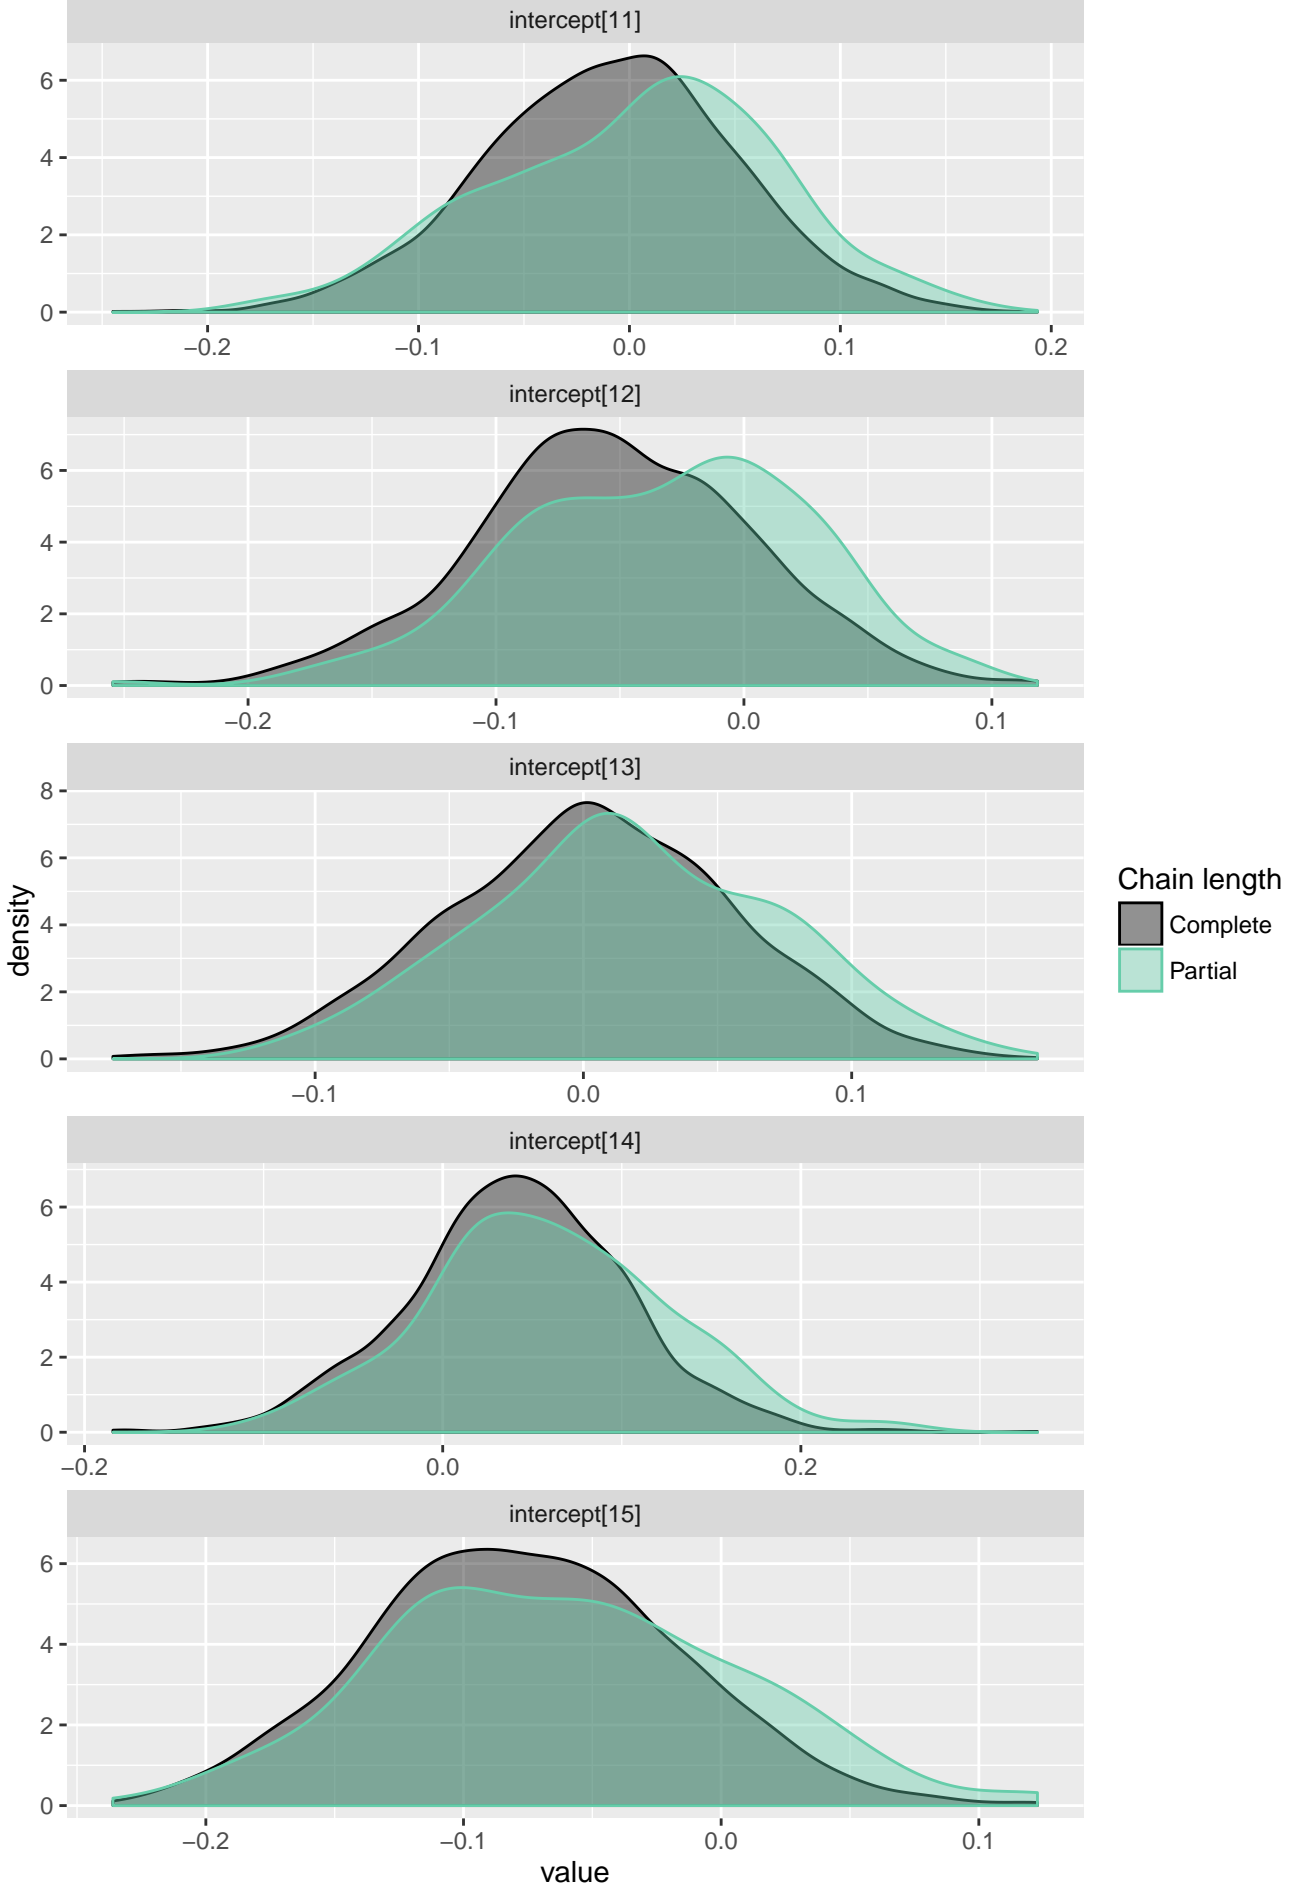 intercept[11]
6
4
2
0
−0.2 −0.1 0.0 0.1 0.2
intercept[12]
6
4
2
0
−0.2 −0.1 0.0 0.1
intercept[13]
8
6
4
2
0
−0.1 0.0 0.1
intercept[14]
6
4
2
0
−0.2 0.0 0.2
intercept[15]
6
4
2
0
−0.2 −0.1 0.0 0.1
value
density
Chain length
Complete
Partial